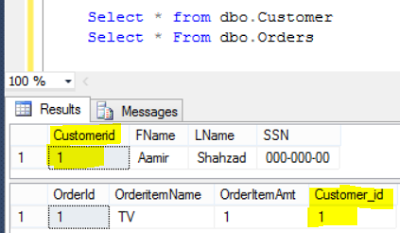 Select * from dbo.Customer
Select * From dbo.Orders
100 %
Results Messages
Customerid FName LName SSN
1 1 Aamir Shahzad 000-000-00
OrderId OrderitemName OrderItemAmt Customer_id
1 1 TV 1 1